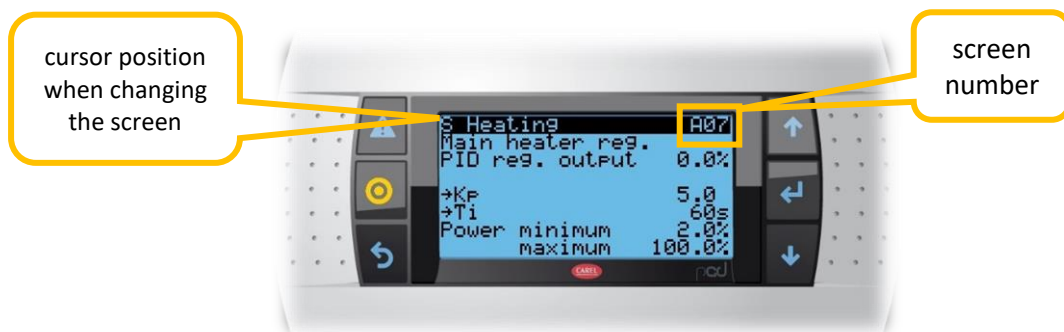 cursor position
when changing
the screen
screen
number
S Heating A07
Main heater reg.
PID reg. output 0.0%
→Kp 5.0
→Ti 60s
Power minimum 2.0%
maximum 100.0%
CAREL
pGD